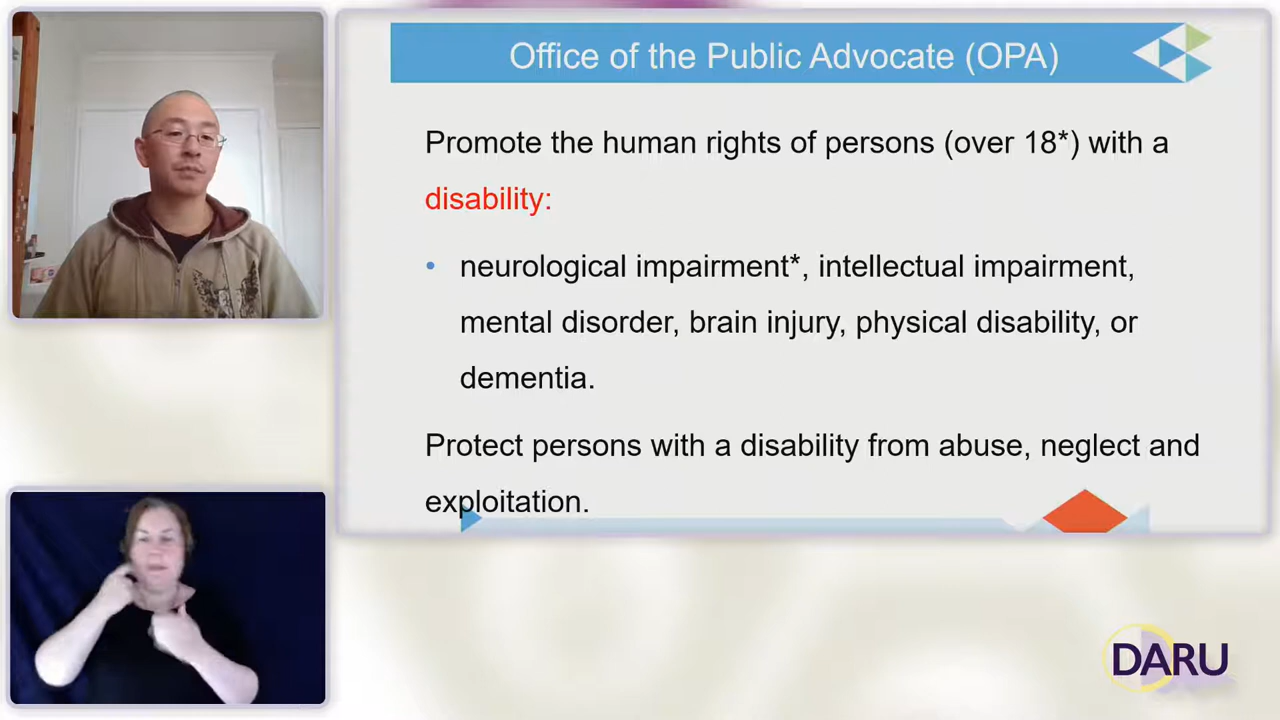 Office of the Public Advocate (OPA)
Promote the human rights of persons (over 18*) with a
disability:
• neurological impairment*, intellectual impairment,
mental disorder, brain injury, physical disability, or
dementia.
Protect persons with a disability from abuse, neglect and
exploitation.
DARU